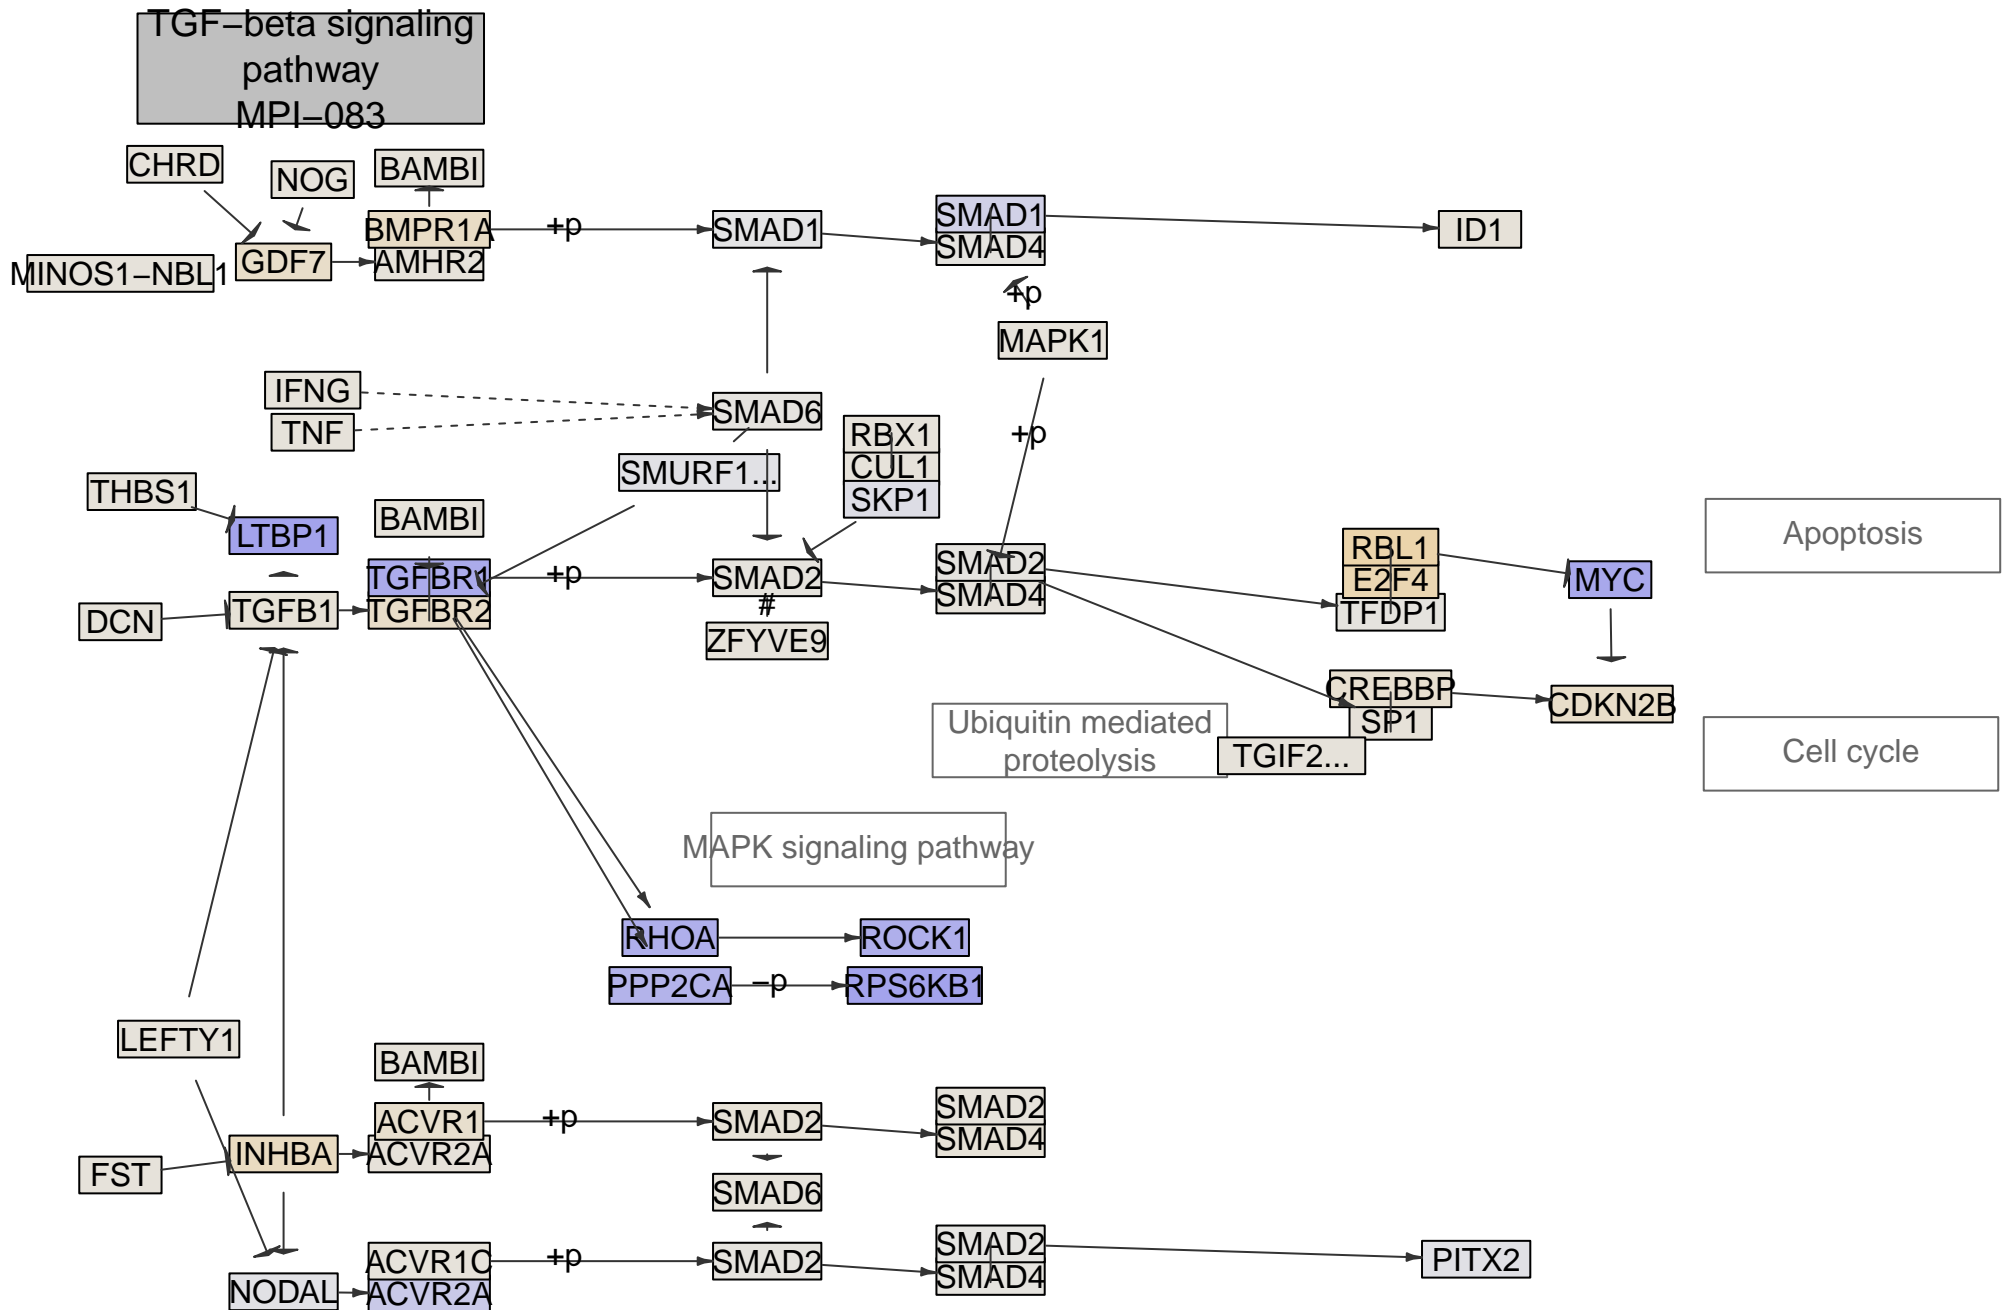 TGF−beta signaling
pathway
MPI−083
CHRD
NOG
BAMBI
BMPR1A
+p
SMAD1
SMAD1
SMAD4
ID1
MINOS1−NBL1
GDF7
AMHR2
+p
MAPK1
IFNG
TNF
SMAD6
RBX1
CUL1
SKP1
+p
SMURF1...
THBS1
LTBP1
BAMBI
TGFBR1
TGFBR2
+p
SMAD2
#
ZFYVE9
SMAD2
SMAD4
RBL1
E2F4
TFDP1
MYC
Apoptosis
DCN
TGFB1
CREBBP
SP1
CDKN2B
Ubiquitin mediated
proteolysis
TGIF2...
Cell cycle
MAPK signaling pathway
RHOA
ROCK1
PPP2CA
−p
RPS6KB1
LEFTY1
BAMBI
ACVR1
ACVR2A
+p
SMAD2
SMAD2
SMAD4
INHBA
FST
SMAD6
ACVR1C
ACVR2A
+p
SMAD2
SMAD2
SMAD4
PITX2
NODAL